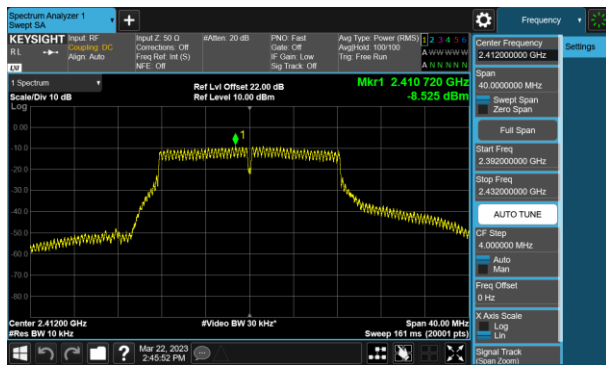 Spectrum Analyzer 1
Swept SA
Frequency
KEYSIGHT
RL
LW
Input: RF
Coupling: DC
Align: Auto
Input Z: 50 Ω
Corrections: Off
Freq Ref: Int (S)
NFE: Off
#Atten: 20 dB
PNO: Fast
Gate: Off
IF Gain: Low
Sig Track: Off
Avg Type: Power (RMS)
Avg|Hold: 100/100
Trig: Free Run
1 2 3 4 5 6
A W W W W W
A N N N N N
1 Spectrum
Scale/Div 10 dB
Log
Ref Lvl Offset 22.00 dB
Ref Level 10.00 dBm
Mkr1 2.410 720 GHz
-8.525 dBm
1
0.00
-10.0
-20.0
-30.0
-40.0
-50.0
-60.0
-70.0
-80.0
Center 2.41200 GHz
#Res BW 10 kHz
#Video BW 30 kHz*
Span 40.00 MHz
Sweep 161 ms (20001 pts)
Mar 22, 2023
2:45:52 PM
?
Center Frequency
2.412000000 GHz
Settings
Span
40.0000000 MHz
Swept Span
Zero Span
Full Span
Start Freq
2.392000000 GHz
Stop Freq
2.432000000 GHz
AUTO TUNE
CF Step
4.000000 MHz
Auto
Man
Freq Offset
0 Hz
X Axis Scale
Log
Lin
Signal Track
(Span Zoom)